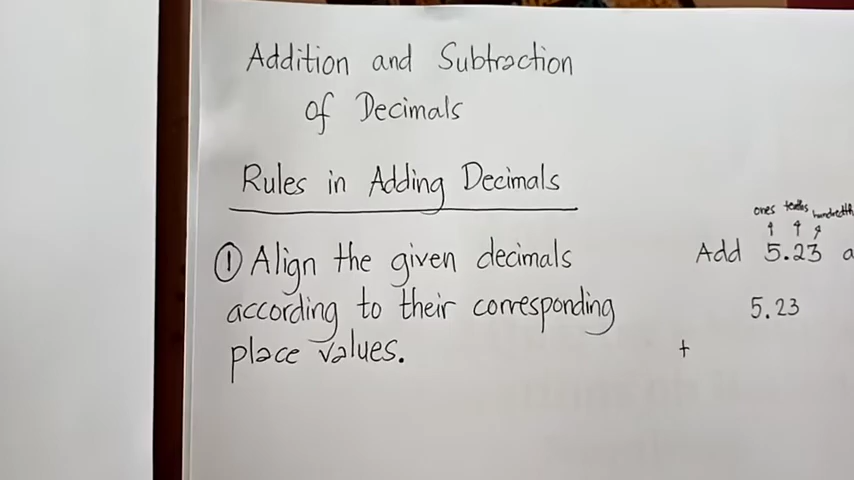 Addition and Subtraction
of Decimals
Rules in Adding Decimals
① Align the given decimals
according to their corresponding
place values.
ones tenths
Add 5.23 a
5.23
+